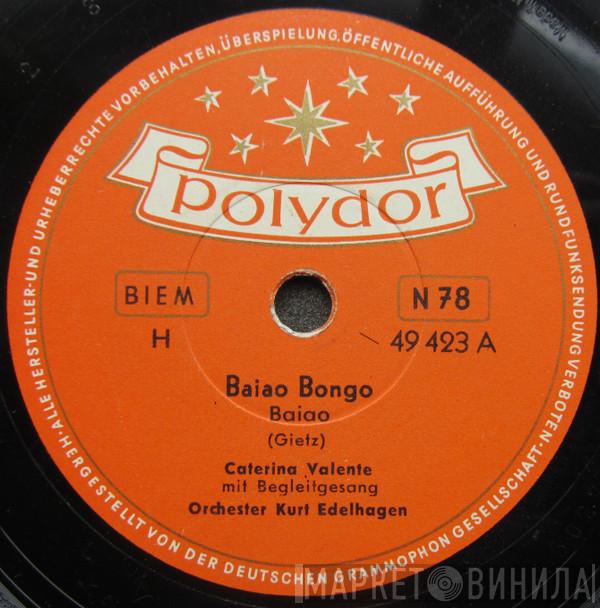 ·ALLE HERSTELLER-UND URHEBERRECHTE VORBEHALTEN, ÜBERSPIELUNG, ÖFFENTLICHE AUFFÜHRUNG UND RUNDFUNKSENDUNG VERBOTEN·
polydor
BIEM
N 78
H
49 423 A
Baiao Bongo
Baiao
(Gietz)
Caterina Valente
mit Begleitgesang
Orchester Kurt Edelhagen
HERGESTELLT VON DER DEUTSCHEN GRAMMOPHON GESELLSCHAFT·
МАРКЕТ ВИНИЛА